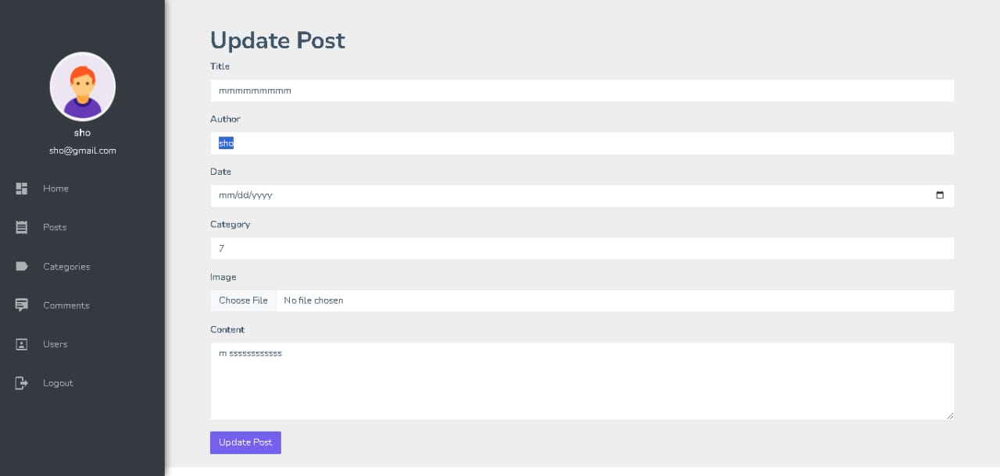 sho
sho@gmail.com
Home
Posts
Categories
Comments
Users
Logout
Update Post
Title
mmmmmmmmm
Author
sho
Date
mm/dd/yyyy
Category
7
Image
Choose File No file chosen
Content
m ssssssssssss
Update Post